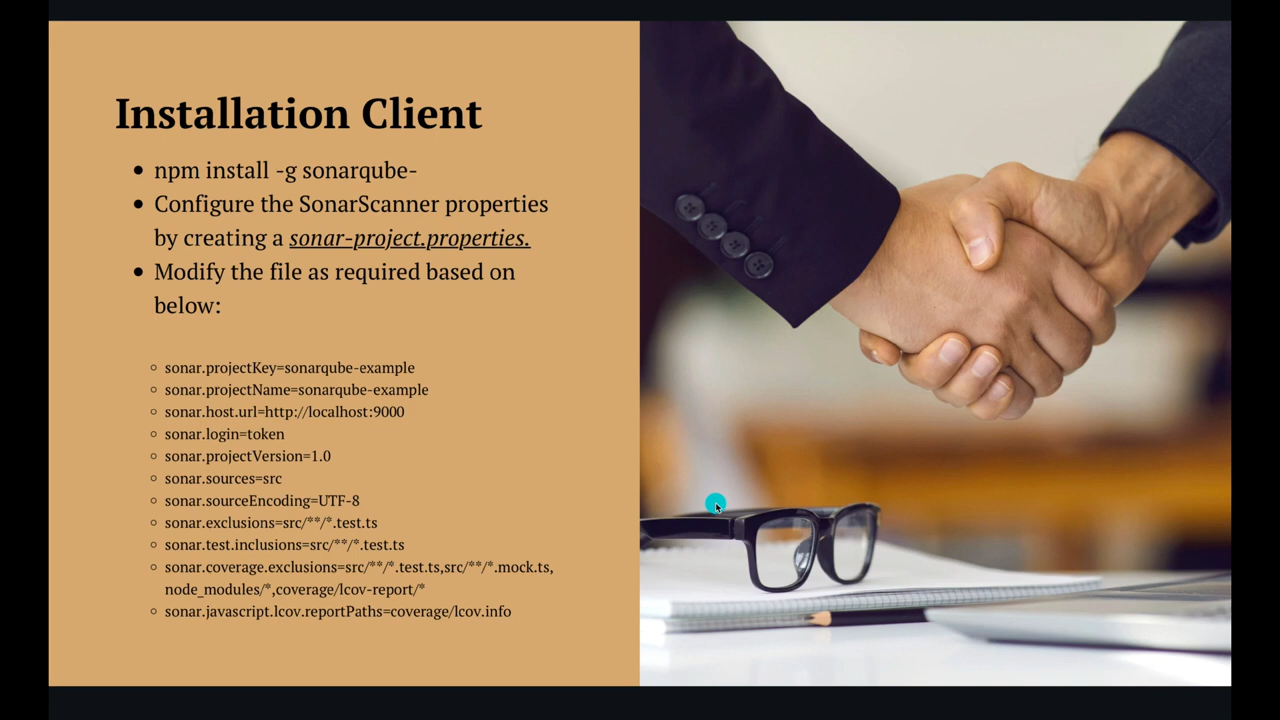 Installation Client
npm install -g sonarqube-
Configure the SonarScanner properties
by creating a sonar-project.properties.
Modify the file as required based on
below:
sonar.projectKey=sonarqube-example
sonar.projectName=sonarqube-example
sonar.host.url=http://localhost:9000
sonar.login=token
sonar.projectVersion=1.0
sonar.sources=src
sonar.sourceEncoding=UTF-8
sonar.exclusions=src/**/*.test.ts
sonar.test.inclusions=src/**/*.test.ts
sonar.coverage.exclusions=src/**/*.test.ts,src/**/*.mock.ts,
node_modules/*,coverage/lcov-report/*
sonar.javascript.lcov.reportPaths=coverage/lcov.info